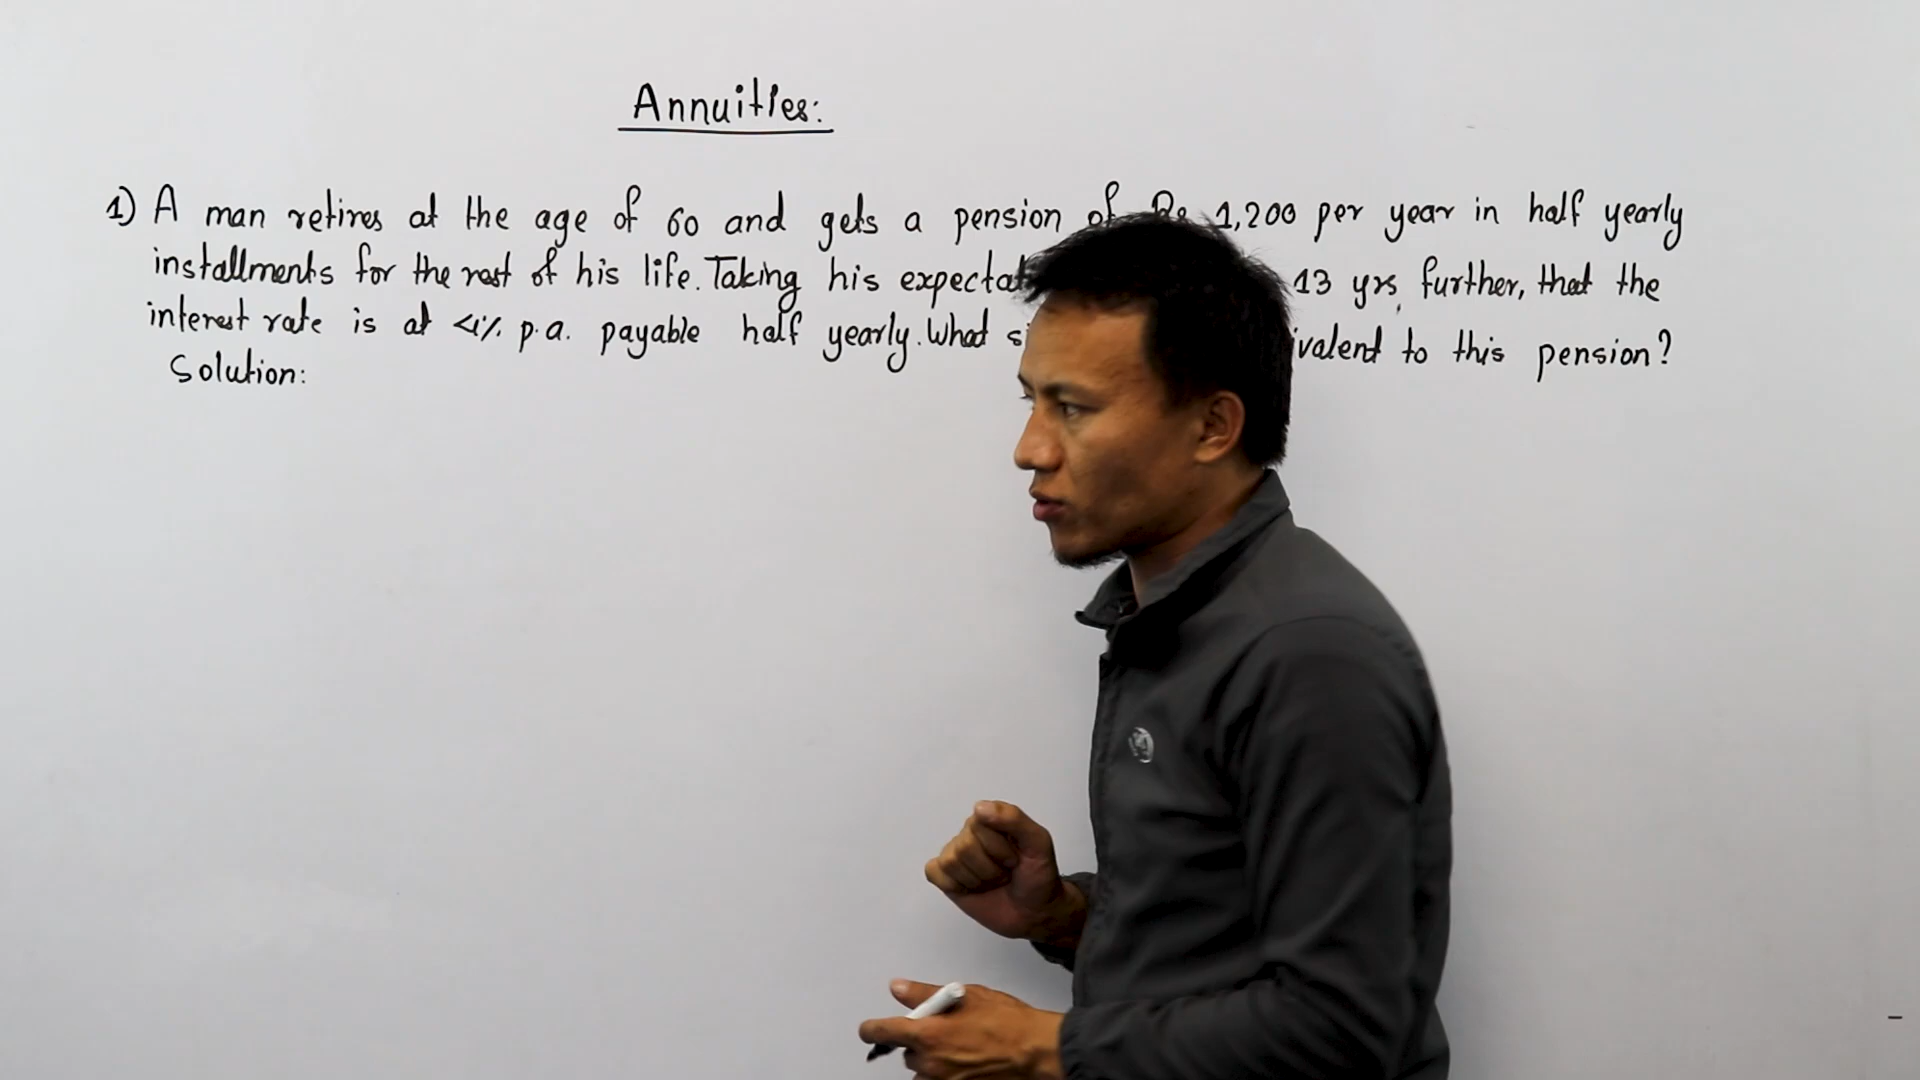 Annuities:
1) A man retires at the age of 60 and gets a pension of Rs 1,200 per year in half yearly
installments for the rest of his life. Taking his expectat 13 yrs, further, that the
interest rate is at 4% p.a. payable half yearly. What s ivalent to this pension?
Solution: